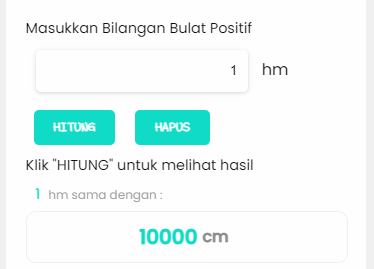 Masukkan Bilangan Bulat Positif
1 hm
HITUNG HAPUS
Klik "HITUNG" untuk melihat hasil
1 hm sama dengan :
10000 cm